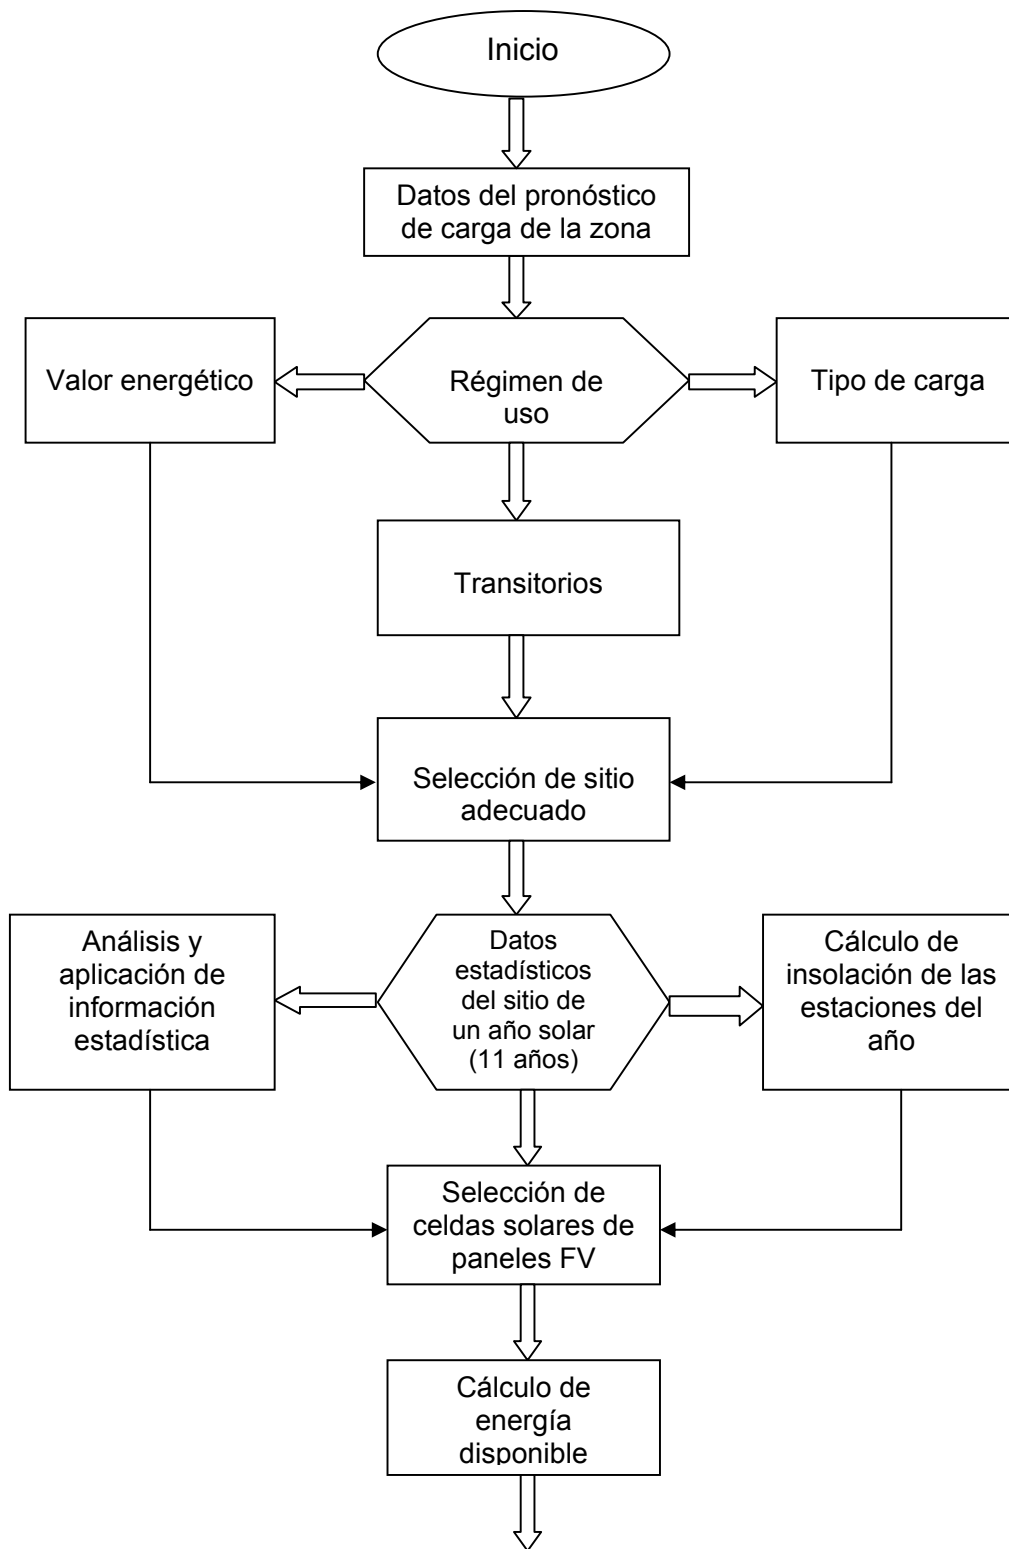 Inicio
Datos del pronóstico
de carga de la zona
Valor energético
Régimen de
uso
Tipo de carga
Transitorios
Selección de sitio
adecuado
Análisis y
aplicación de
información
estadística
Datos
estadísticos
del sitio de
un año solar
(11 años)
Cálculo de
insolación de las
estaciones del
año
Selección de
celdas solares de
paneles FV
Cálculo de
energía
disponible